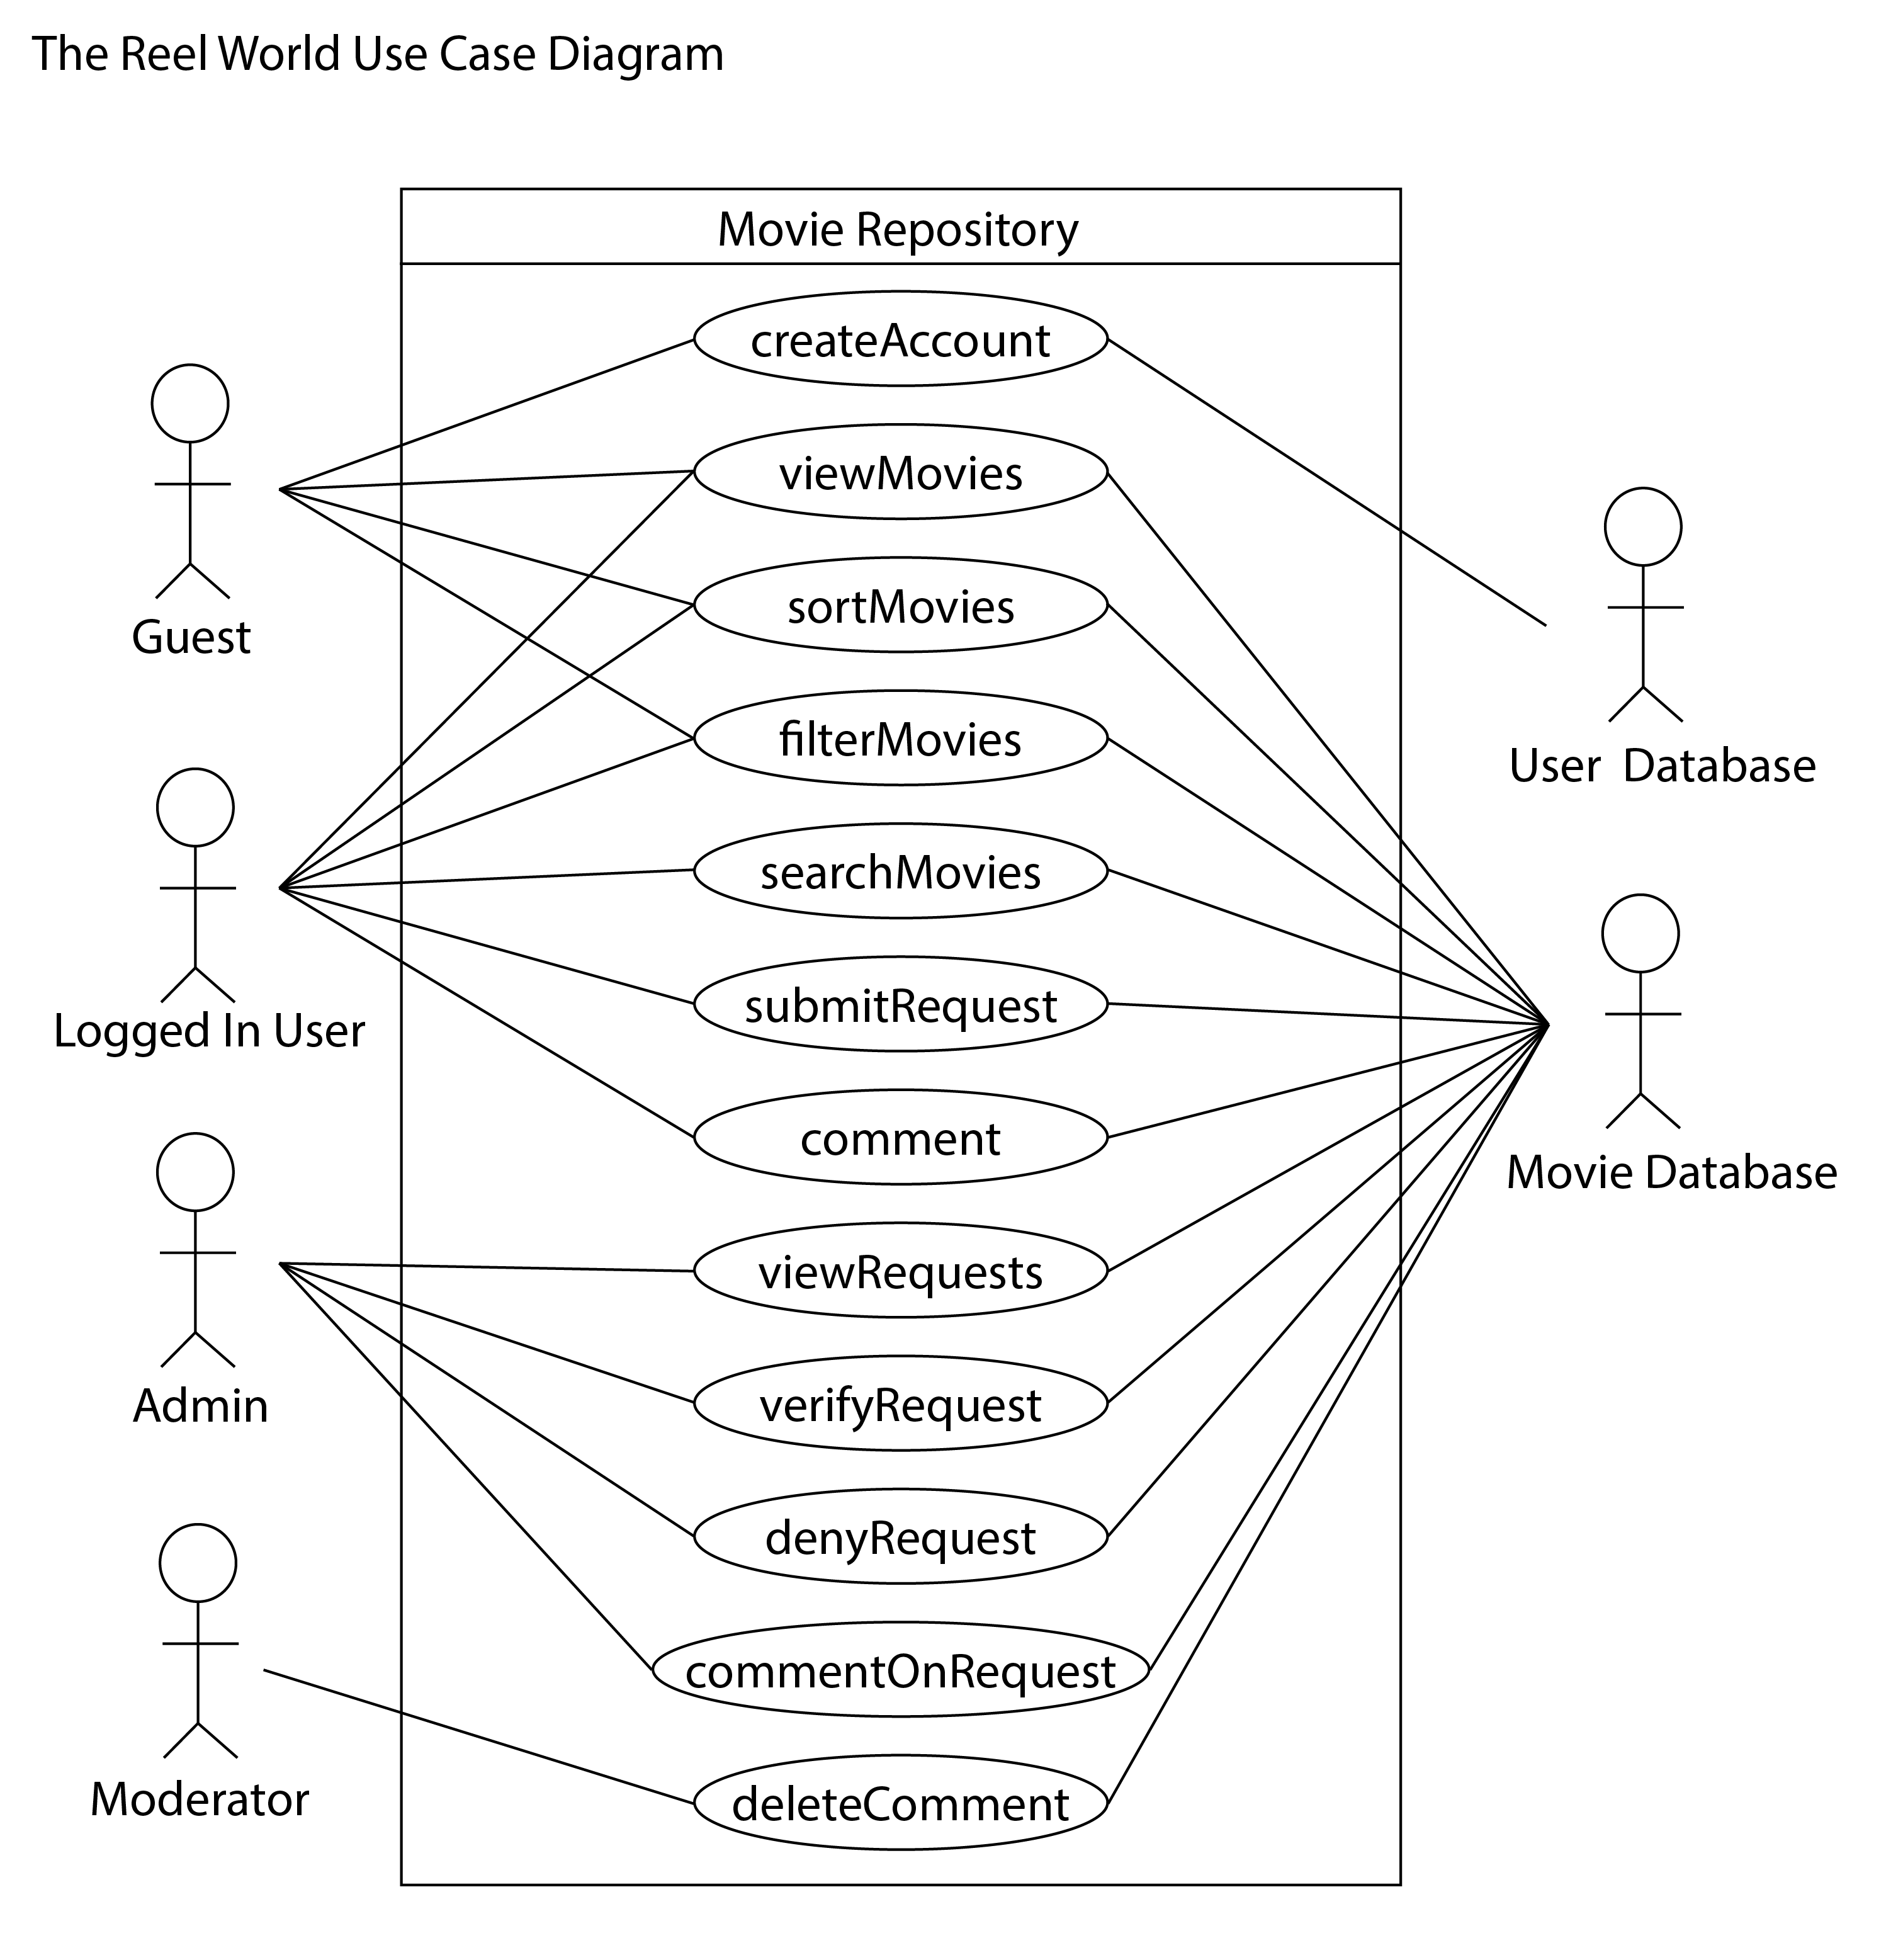 The Reel World Use Case Diagram
Movie Repository
createAccount
viewMovies
sortMovies
filterMovies
searchMovies
submitRequest
comment
viewRequests
verifyRequest
denyRequest
commentOnRequest
deleteComment
Guest
Logged In User
Admin
Moderator
User  Database
Movie Database